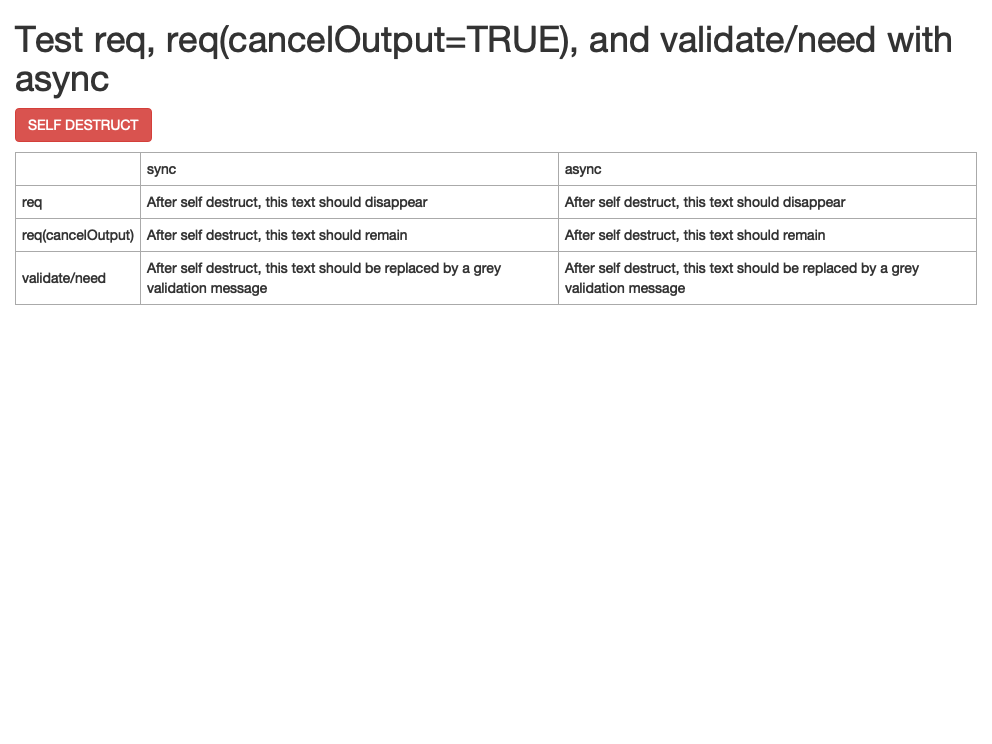 Test req, req(cancelOutput=TRUE), and validate/need with
async
SELF DESTRUCT
sync async
req After self destruct, this text should disappear After self destruct, this text should disappear
req(cancelOutput) After self destruct, this text should remain After self destruct, this text should remain
validate/need After self destruct, this text should be replaced by a grey validation message After self destruct, this text should be replaced by a grey validation message